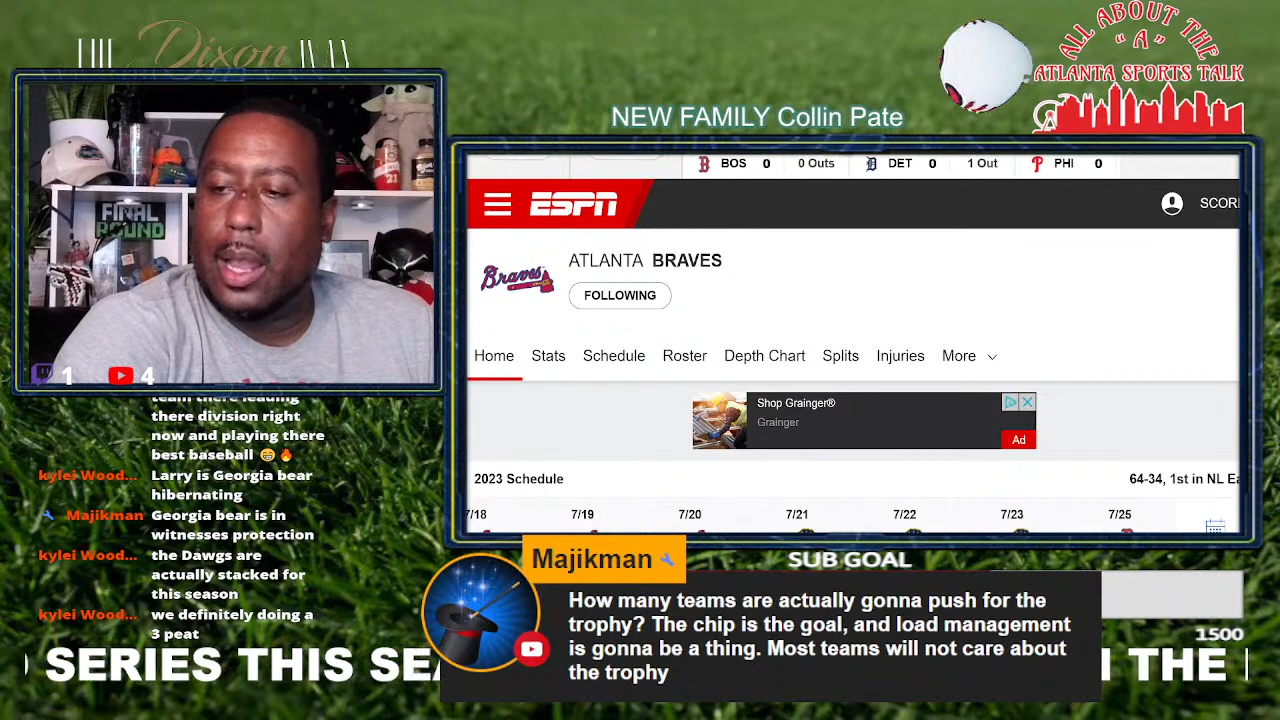 Dixon
ALL ABOUT THE
"A"
ATLANTA SPORTS TALK
NEW FAMILY Collin Pate
BOS 0 0 Outs DET 0 1 Out PHI 0
ESPN
SCOR
ATLANTA BRAVES
Braves
FOLLOWING
Home Stats Schedule Roster Depth Chart Splits Injuries More
Shop Grainger®
Grainger
Ad
2023 Schedule
64-34, 1st in NL Ea
7/18 7/19 7/20 7/21 7/22 7/23 7/25
FINAL
ROUND
21
1 4
team there leading
there division right
now and playing there
best baseball 😁🔥
kylei Wood... Larry is Georgia bear
hibernating
Majikman Georgia bear is in
witnesses protection
kylei Wood... the Dawgs are
actually stacked for
this season
kylei Wood... we definitely doing a
3 peat
Majikman
How many teams are actually gonna push for the
trophy? The chip is the goal, and load management
is gonna be a thing. Most teams will not care about
the trophy
SUB GOAL
1500
SERIES THIS SEA
THE